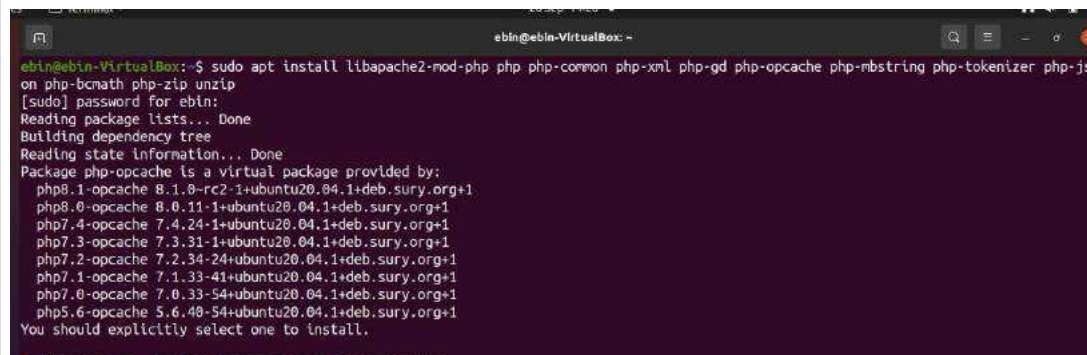 ebin@ebin-VirtualBox: ~
ebin@ebin-VirtualBox:~$ sudo apt install libapache2-mod-php php php-common php-xml php-gd php-opcache php-mbstring php-tokenizer php-js
on php-bcmath php-zip unzip
[sudo] password for ebin:
Reading package lists... Done
Building dependency tree
Reading state information... Done
Package php-opcache is a virtual package provided by:
  php8.1-opcache 8.1.0~rc2-1+ubuntu20.04.1+deb.sury.org+1
  php8.0-opcache 8.0.11-1+ubuntu20.04.1+deb.sury.org+1
  php7.4-opcache 7.4.24-1+ubuntu20.04.1+deb.sury.org+1
  php7.3-opcache 7.3.31-1+ubuntu20.04.1+deb.sury.org+1
  php7.2-opcache 7.2.34-24+ubuntu20.04.1+deb.sury.org+1
  php7.1-opcache 7.1.33-41+ubuntu20.04.1+deb.sury.org+1
  php7.0-opcache 7.0.33-54+ubuntu20.04.1+deb.sury.org+1
  php5.6-opcache 5.6.40-54+ubuntu20.04.1+deb.sury.org+1
You should explicitly select one to install.